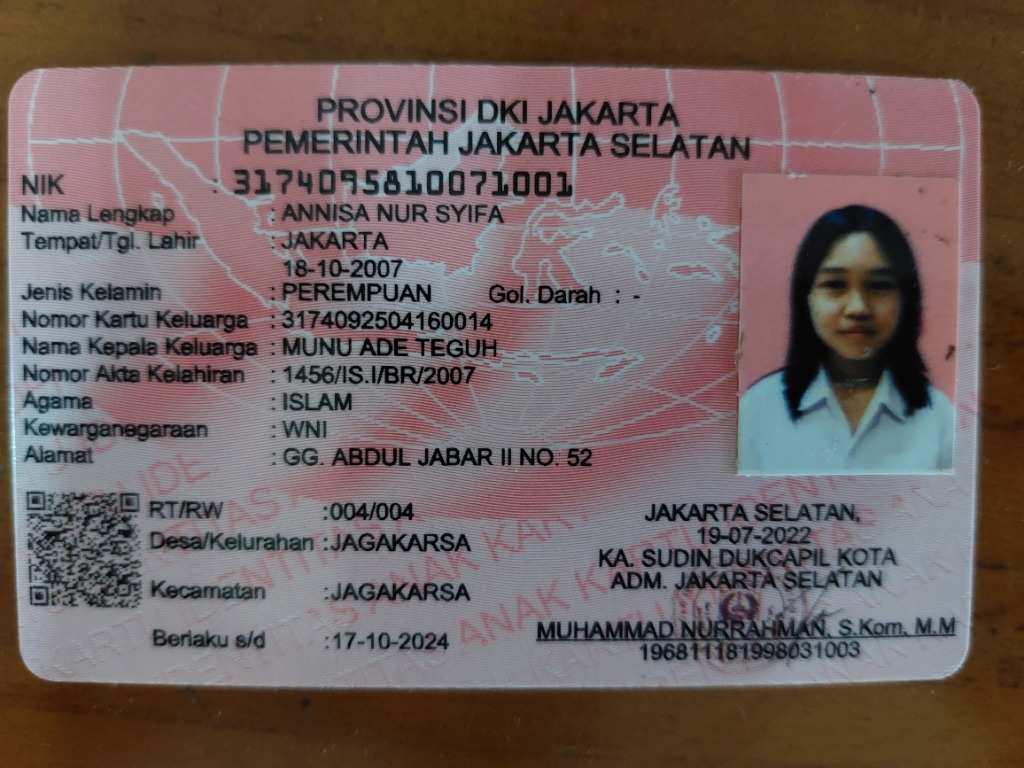 PROVINSI DKI JAKARTA
PEMERINTAH JAKARTA SELATAN
NIK : 3174095810071001
Nama Lengkap : ANNISA NUR SYIFA
Tempat/Tgl. Lahir : JAKARTA
18-10-2007
Jenis Kelamin : PEREMPUAN Gol. Darah : -
Nomor Kartu Keluarga : 3174092504160014
Nama Kepala Keluarga : MUNU ADE TEGUH
Nomor Akta Kelahiran : 1456/IS.I/BR/2007
Agama : ISLAM
Kewarganegaraan : WNI
Alamat : GG. ABDUL JABAR II NO. 52
RT/RW :004/004
Desa/Kelurahan :JAGAKARSA
Kecamatan :JAGAKARSA
Berlaku s/d :17-10-2024
JAKARTA SELATAN,
19-07-2022
KA. SUDIN DUKCAPIL KOTA
ADM. JAKARTA SELATAN
MUHAMMAD NURRAHMAN, S.Kom, M.M
196811181998031003